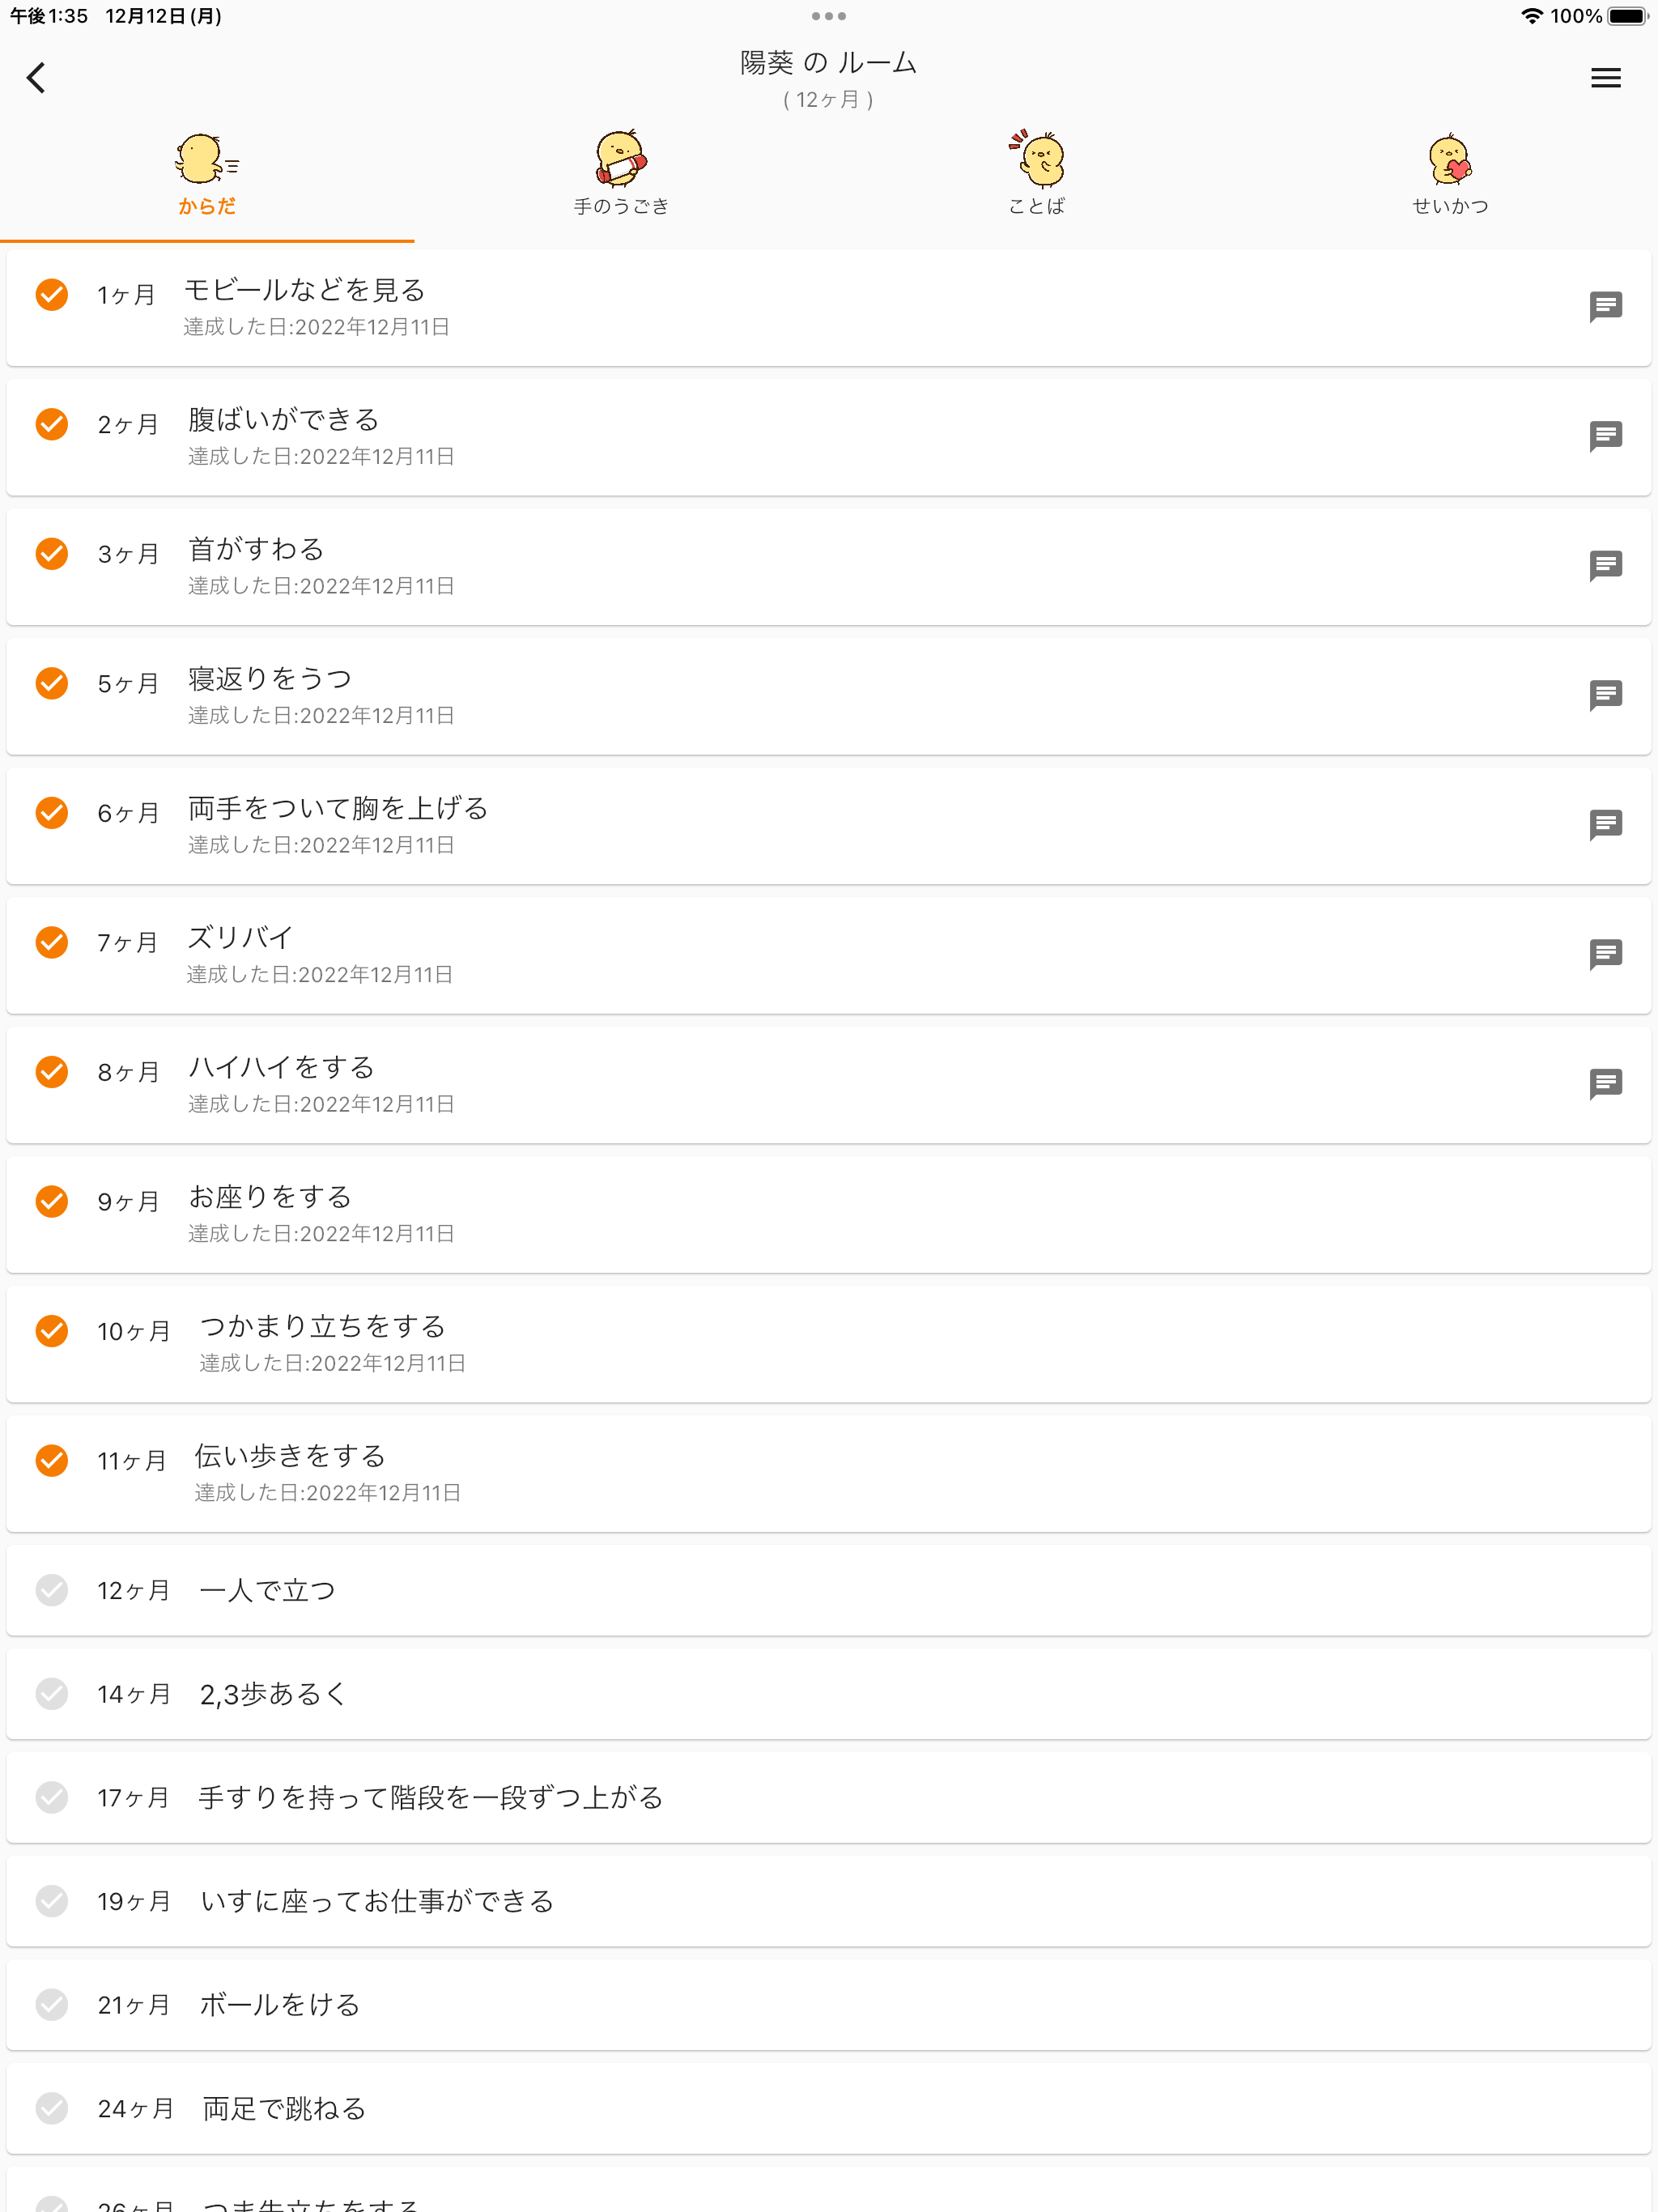 午後1:35 12月12日(月)
100%
陽葵 の ルーム
( 12ヶ月 )
からだ
手のうごき
ことば
せいかつ
1ヶ月 モビールなどを見る
達成した日:2022年12月11日
2ヶ月 腹ばいができる
達成した日:2022年12月11日
3ヶ月 首がすわる
達成した日:2022年12月11日
5ヶ月 寝返りをうつ
達成した日:2022年12月11日
6ヶ月 両手をついて胸を上げる
達成した日:2022年12月11日
7ヶ月 ズリバイ
達成した日:2022年12月11日
8ヶ月 ハイハイをする
達成した日:2022年12月11日
9ヶ月 お座りをする
達成した日:2022年12月11日
10ヶ月 つかまり立ちをする
達成した日:2022年12月11日
11ヶ月 伝い歩きをする
達成した日:2022年12月11日
12ヶ月 一人で立つ
14ヶ月 2,3歩あるく
17ヶ月 手すりを持って階段を一段ずつ上がる
19ヶ月 いすに座ってお仕事ができる
21ヶ月 ボールをける
24ヶ月 両足で跳ねる
26ヶ月 つま先立ちをする